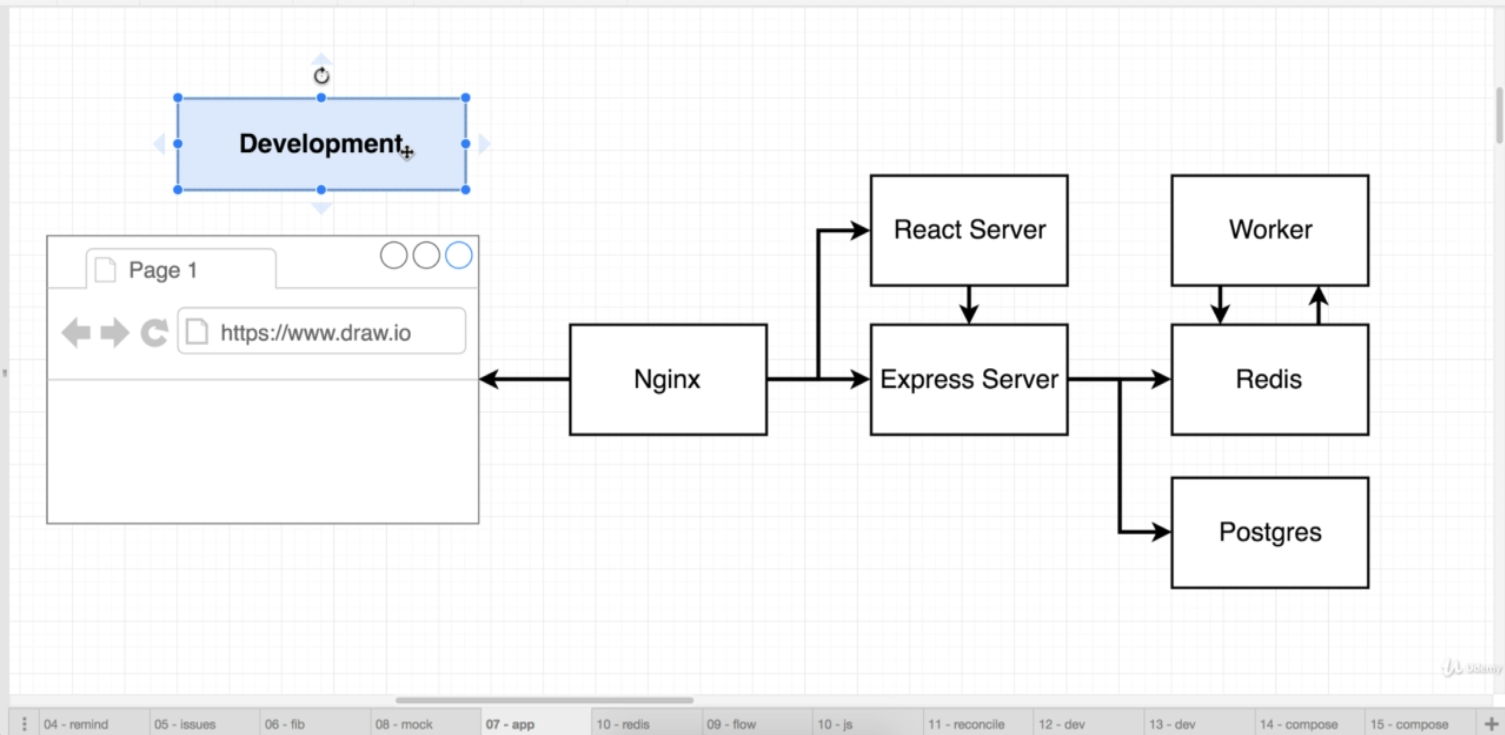 Development
Page 1
https://www.draw.io
React Server
Worker
Nginx
Express Server
Redis
Postgres
Udemy
04 - remind
05 - issues
06 - fib
08 - mock
07 - app
10 - redis
09 - flow
10 - js
11 - reconcile
12 - dev
13 - dev
14 - compose
15 - compose